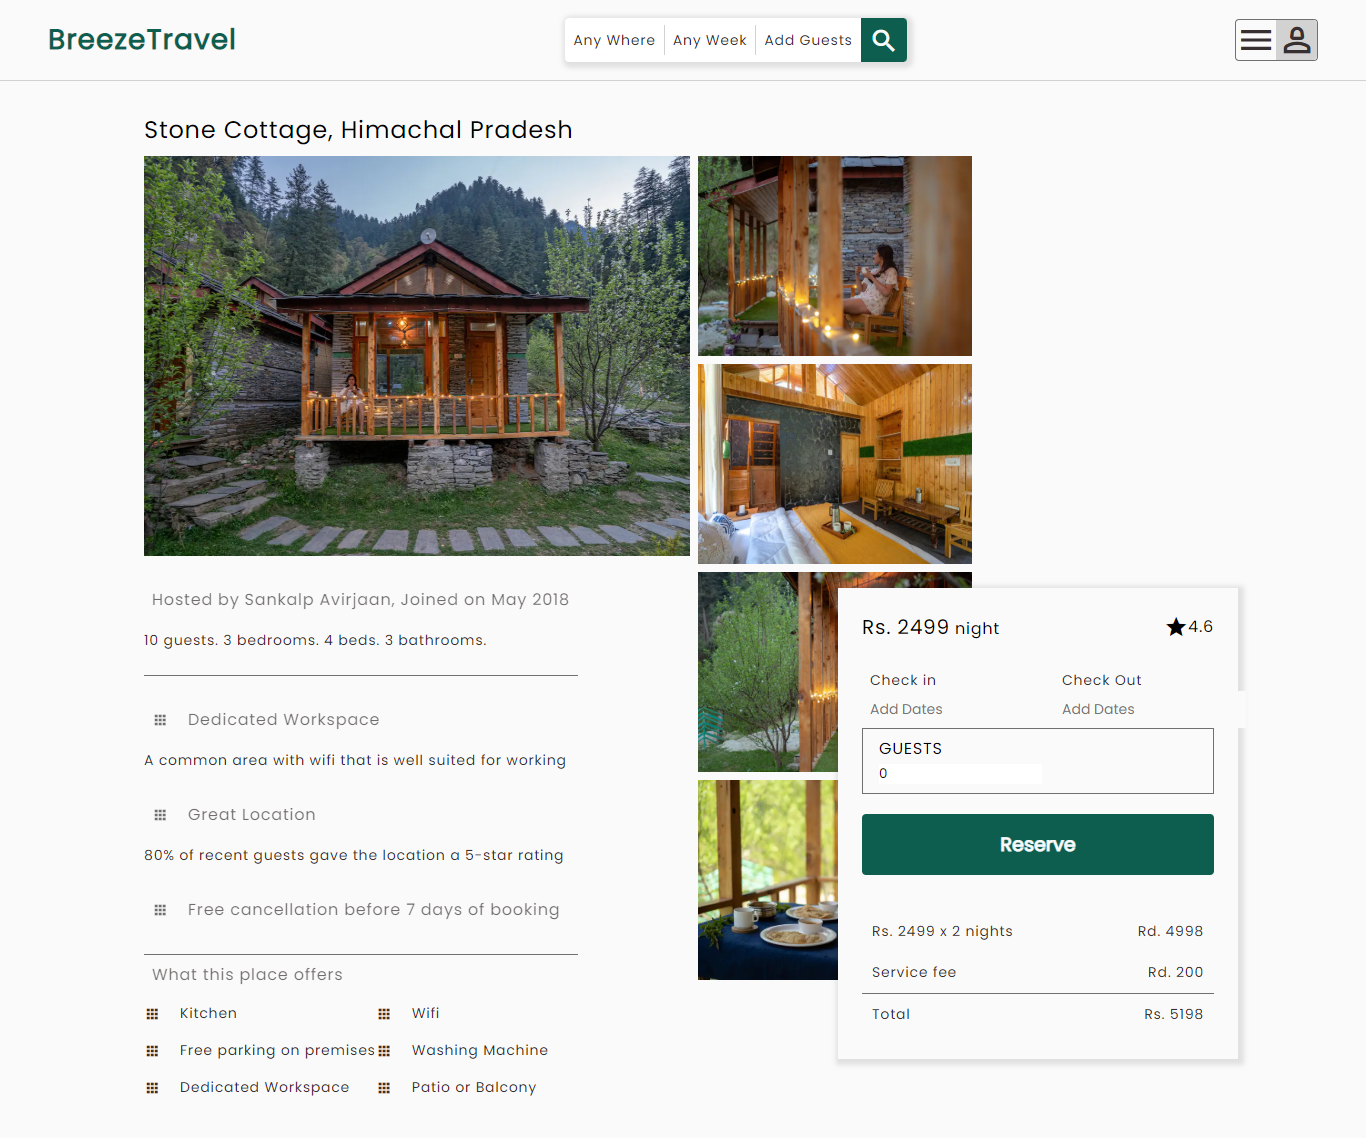 BreezeTravel
Any Where
Any Week
Add Guests
Stone Cottage, Himachal Pradesh
Hosted by Sankalp Avirjaan, Joined on May 2018
10 guests. 3 bedrooms. 4 beds. 3 bathrooms.
Dedicated Workspace
A common area with wifi that is well suited for working
Great Location
80% of recent guests gave the location a 5-star rating
Free cancellation before 7 days of booking
What this place offers
Kitchen
Wifi
Free parking on premises
Washing Machine
Dedicated Workspace
Patio or Balcony
Rs. 2499 night
4.6
Check in
Check Out
Add Dates
Add Dates
GUESTS
0
Reserve
Rs. 2499 x 2 nights
Rd. 4998
Service fee
Rd. 200
Total
Rs. 5198